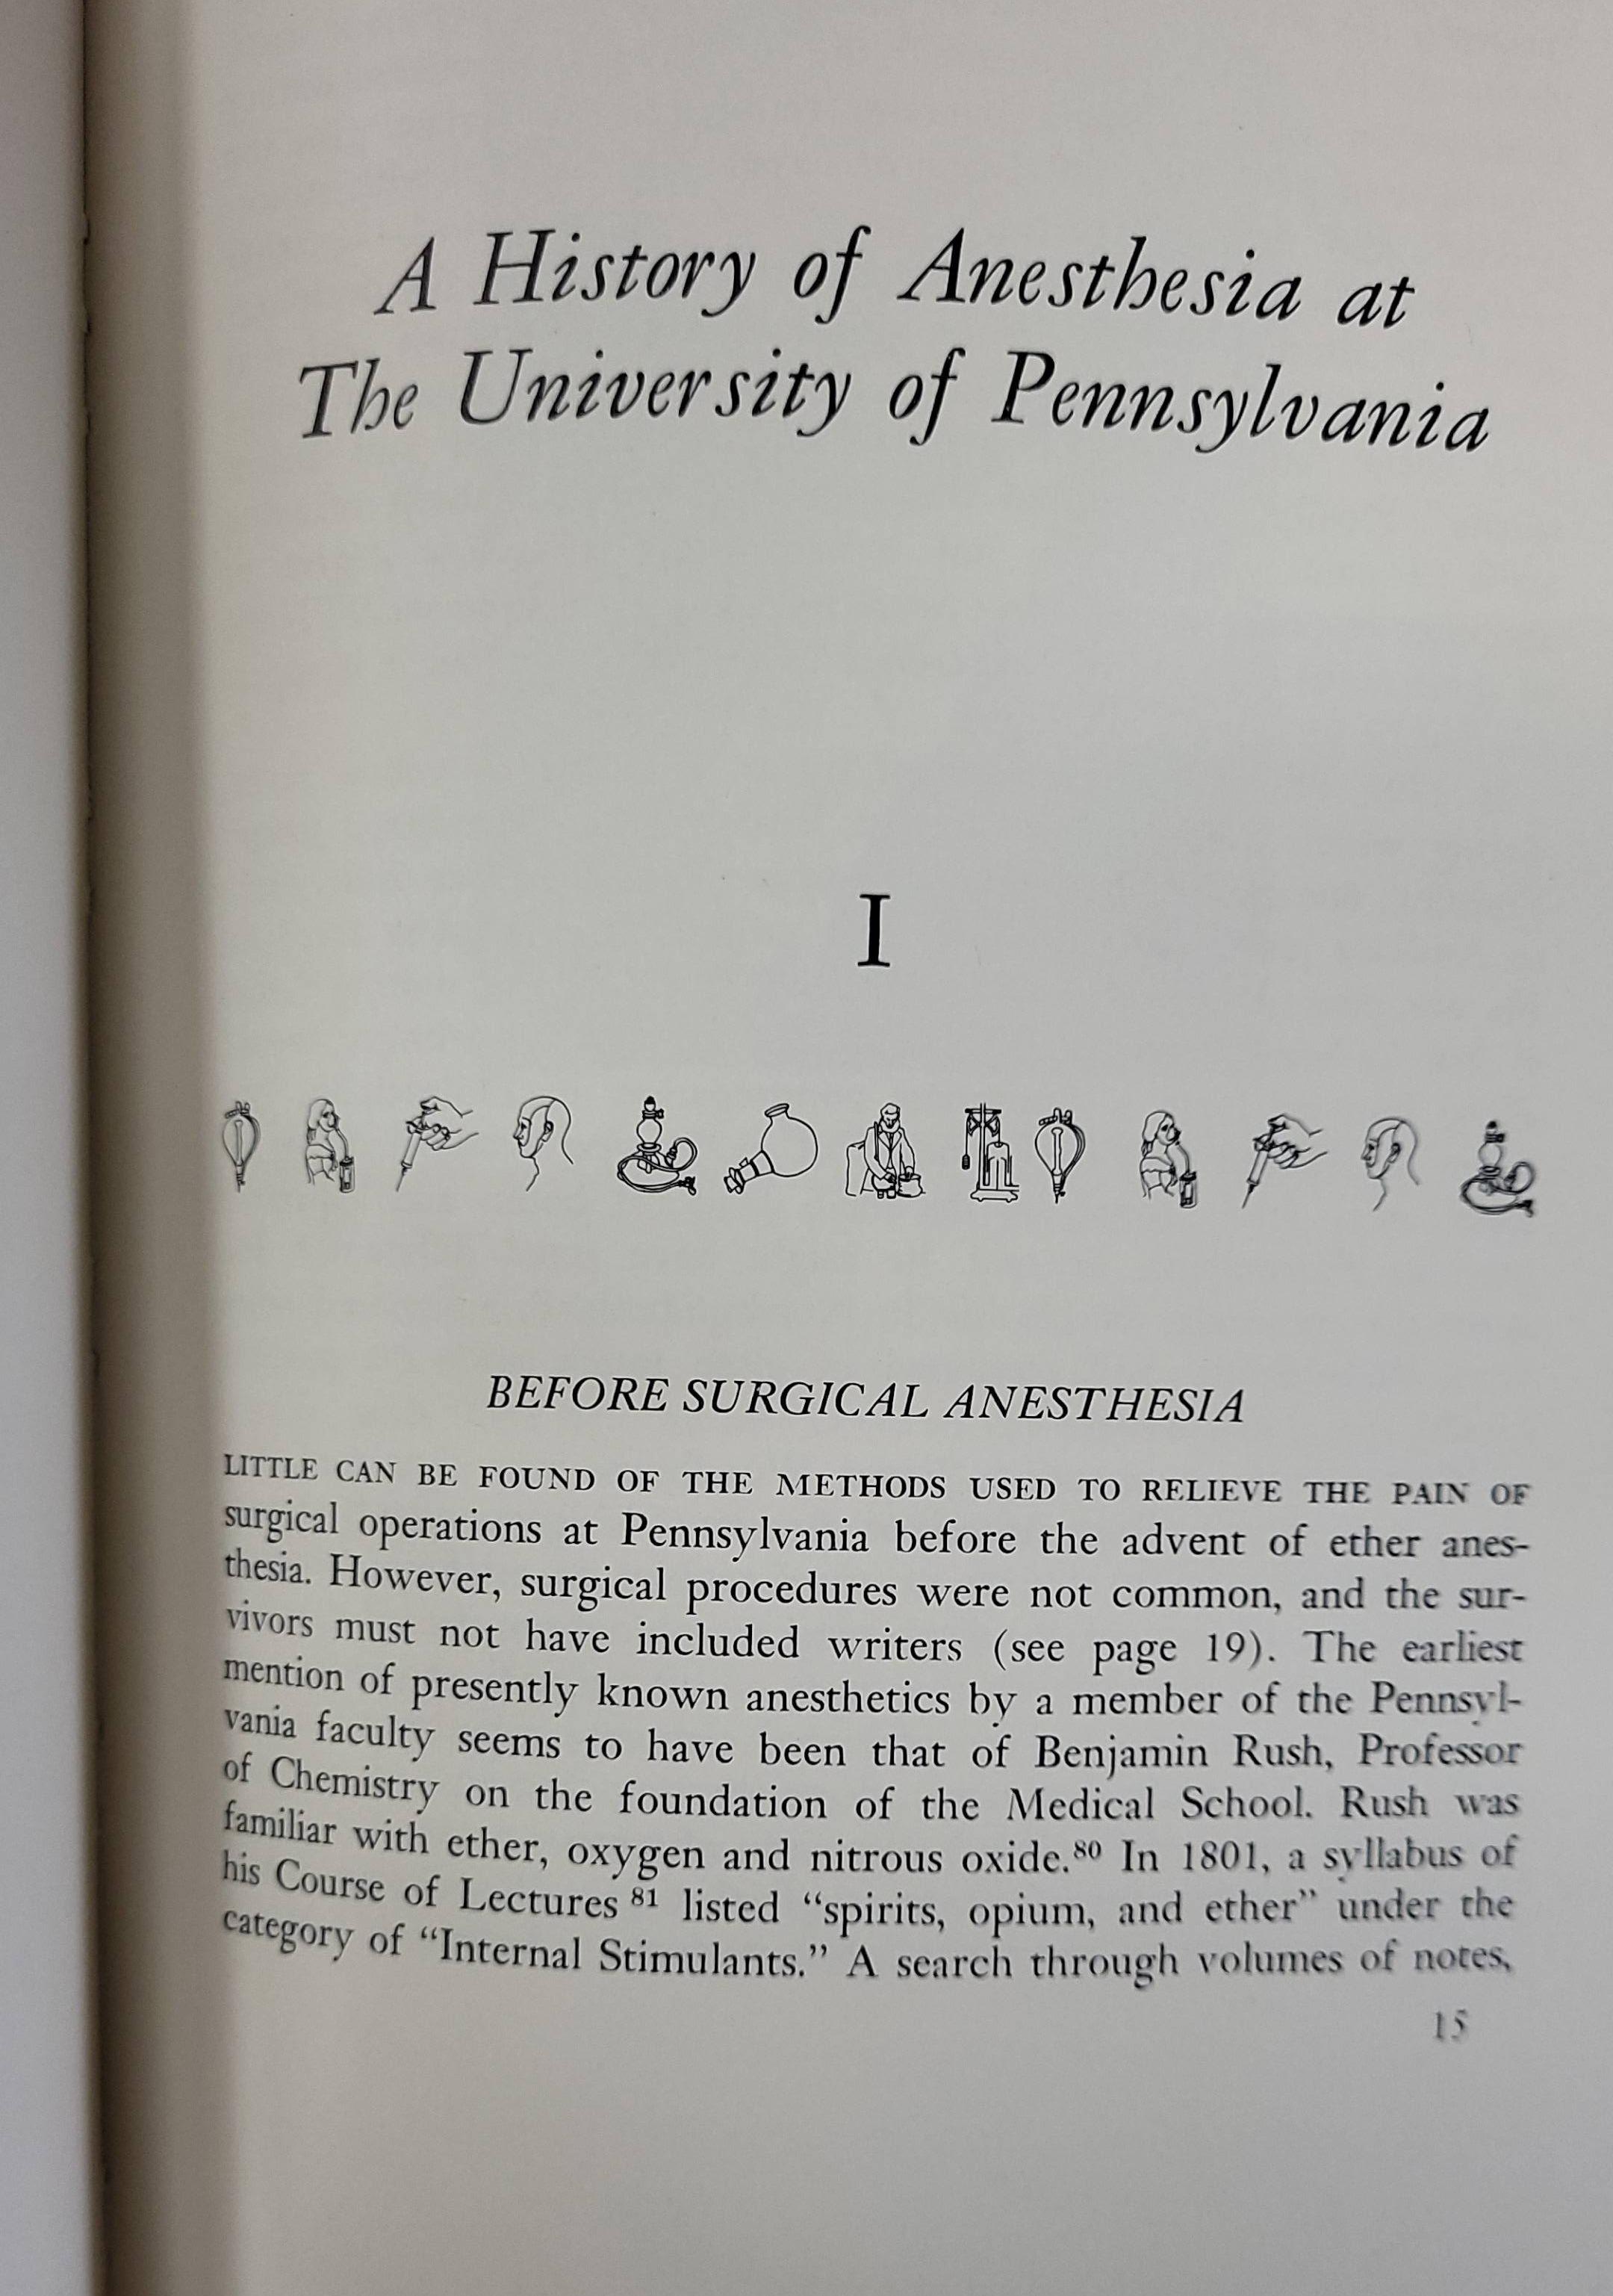 A History of Anesthesia at
The University of Pennsylvania
I
BEFORE SURGICAL ANESTHESIA
LITTLE CAN BE FOUND OF THE METHODS USED TO RELIEVE THE PAIN OF
surgical operations at Pennsylvania before the advent of ether anes-
thesia. However, surgical procedures were not common, and the sur-
vivors must not have included writers (see page 19). The earliest
mention of presently known anesthetics by a member of the Pennsyl-
vania faculty seems to have been that of Benjamin Rush, Professor
of Chemistry on the foundation of the Medical School. Rush was
familiar with ether, oxygen and nitrous oxide.⁸⁰ In 1801, a syllabus of
his Course of Lectures ⁸¹ listed “spirits, opium, and ether” under the
category of “Internal Stimulants.” A search through volumes of notes,
15